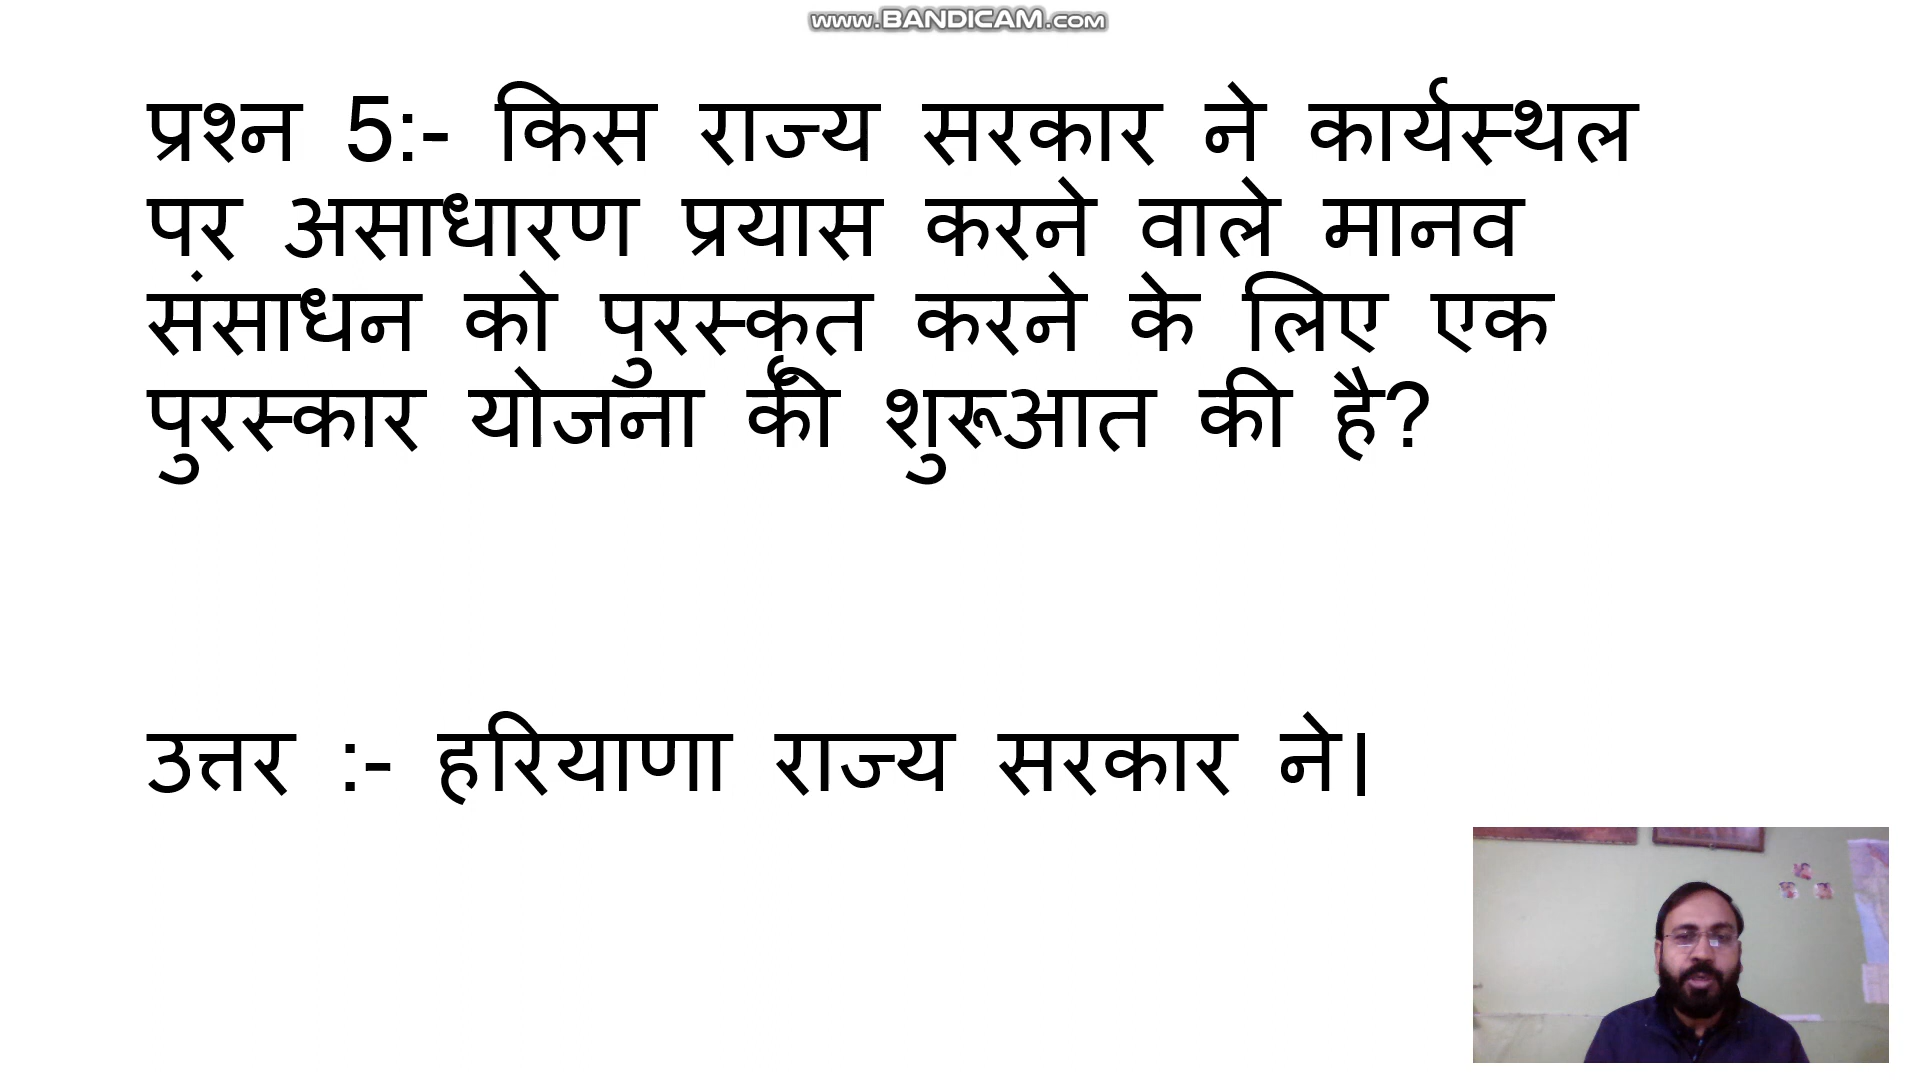 www.BANDICAM.com
प्रश्न 5:- किस राज्य सरकार ने कार्यस्थल
पर असाधारण प्रयास करने वाले मानव
संसाधन को पुरस्कृत करने के लिए एक
पुरस्कार योजना की शुरूआत की है?
उत्तर :- हरियाणा राज्य सरकार ने।